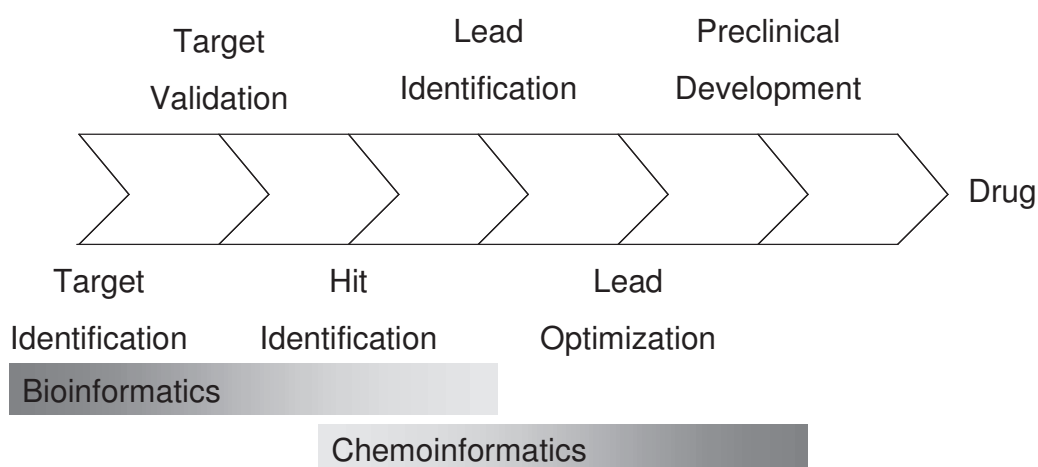 Target
Validation
Lead
Identification
Preclinical
Development
Drug
Target
Identification
Hit
Identification
Lead
Optimization
Bioinformatics
Chemoinformatics